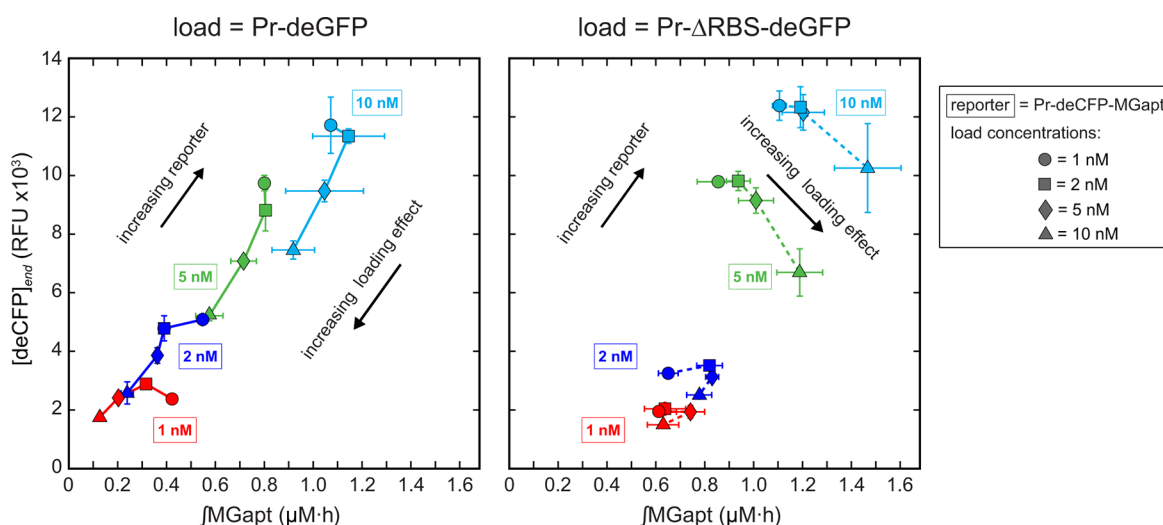 load = Pr-deGFP
load = Pr-ΔRBS-deGFP
[deCFP]end (RFU x10³)
14
12
10
8
6
4
2
0
increasing reporter
10 nM
5 nM
2 nM
1 nM
increasing loading effect
0 0.2 0.4 0.6 0.8 1 1.2 1.4 1.6
∫MGapt (μM·h)
increasing reporter
10 nM
increasing loading effect
5 nM
2 nM
1 nM
0 0.2 0.4 0.6 0.8 1 1.2 1.4 1.6
∫MGapt (μM·h)
reporter = Pr-deCFP-MGapt
load concentrations:
= 1 nM
= 2 nM
= 5 nM
= 10 nM